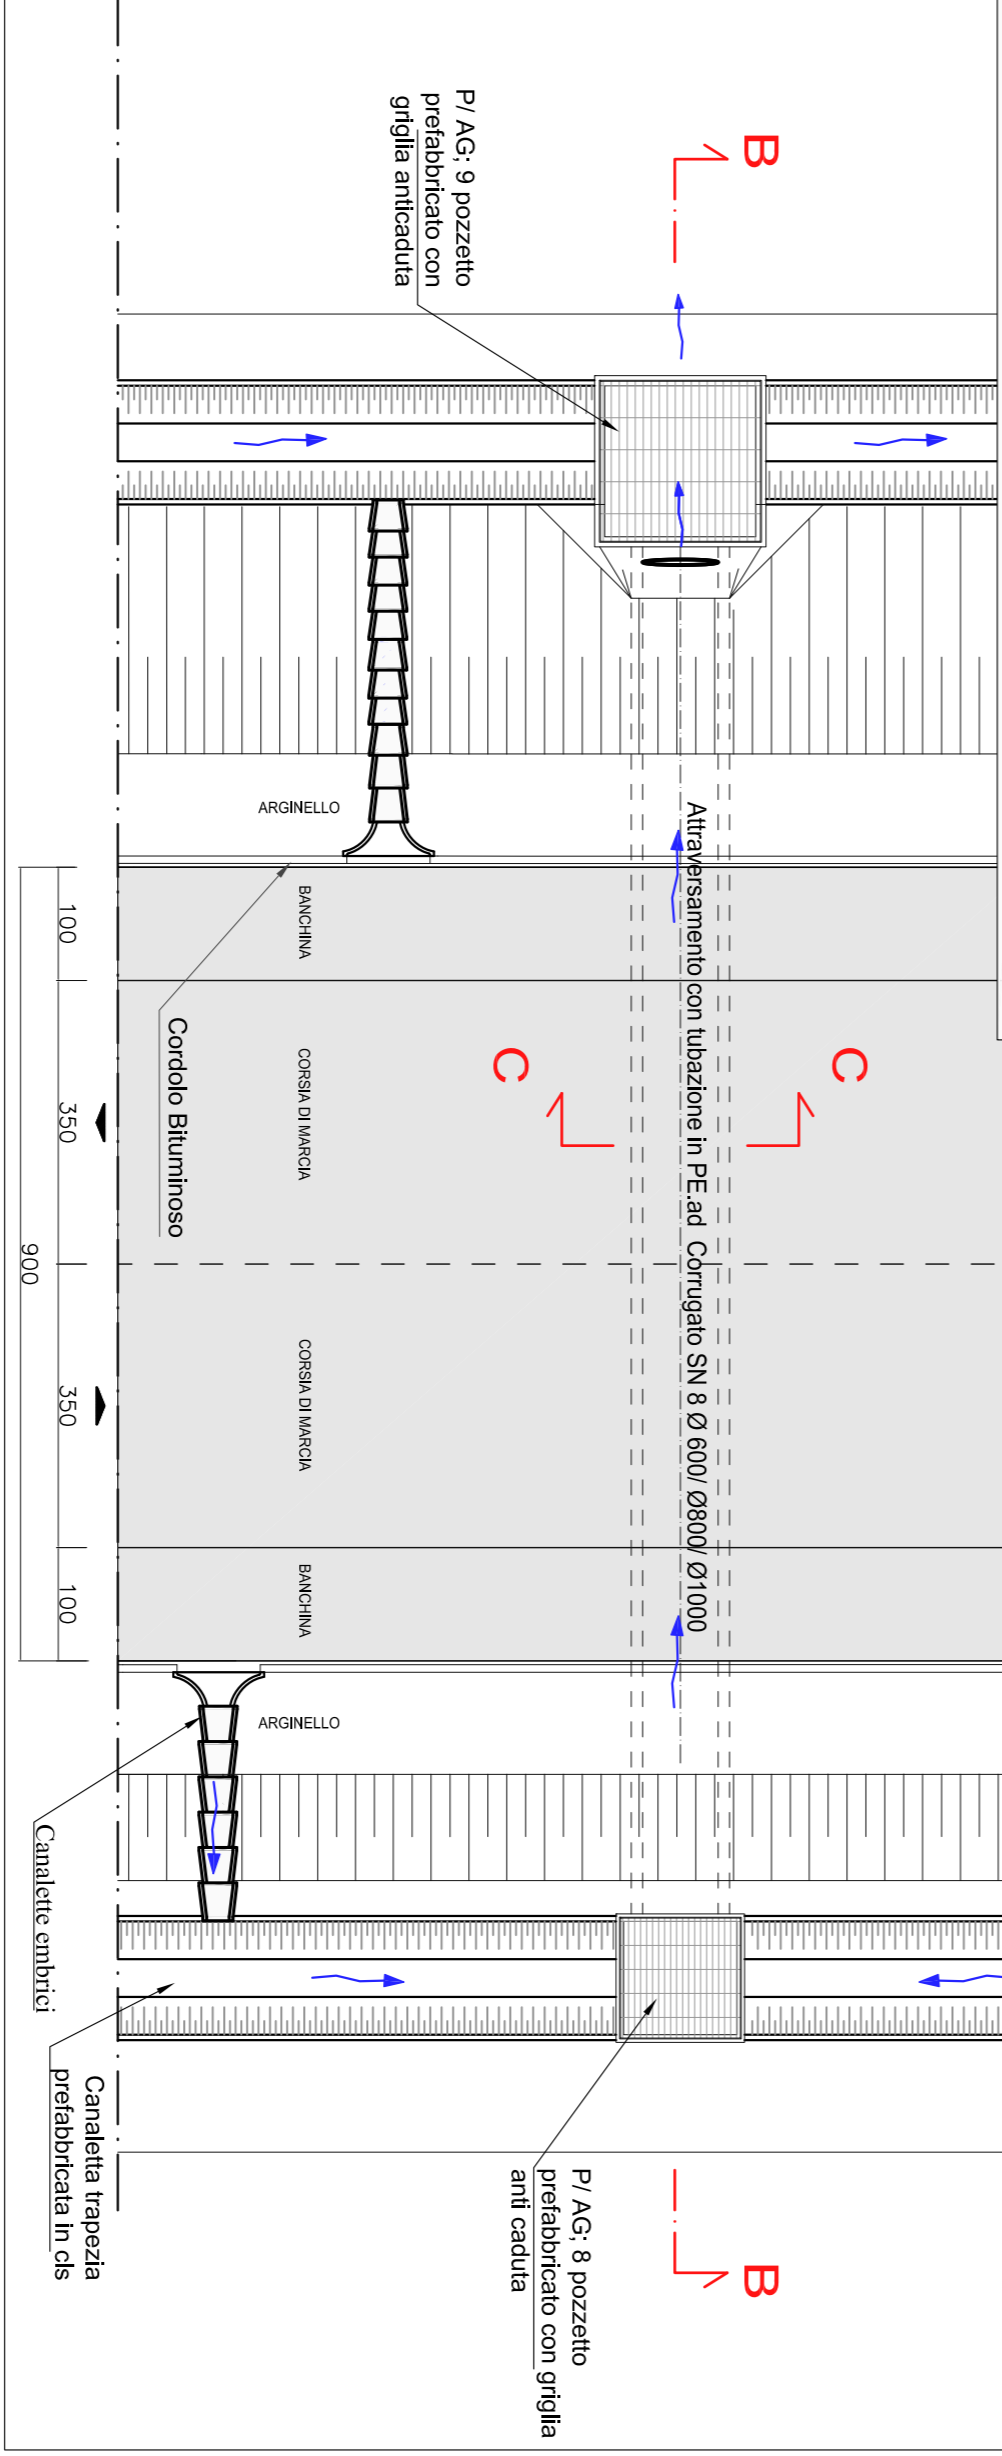 B
P/ AG; 9 pozzetto
prefabbricato con
griglia anticaduta
ARGINELLO
BANCHINA
100
Cordolo Bituminoso
CORSIA DI MARCIA
350
C
C
Attraversamento con tubazione in PE.ad Corrugato SN 8 Ø 600/ Ø800/ Ø1000
900
CORSIA DI MARCIA
350
BANCHINA
100
ARGINELLO
Canalette embrici
Canaletta trapezia
prefabbricata in cls
P/ AG; 8 pozzetto
prefabbricato con griglia
anti caduta
B